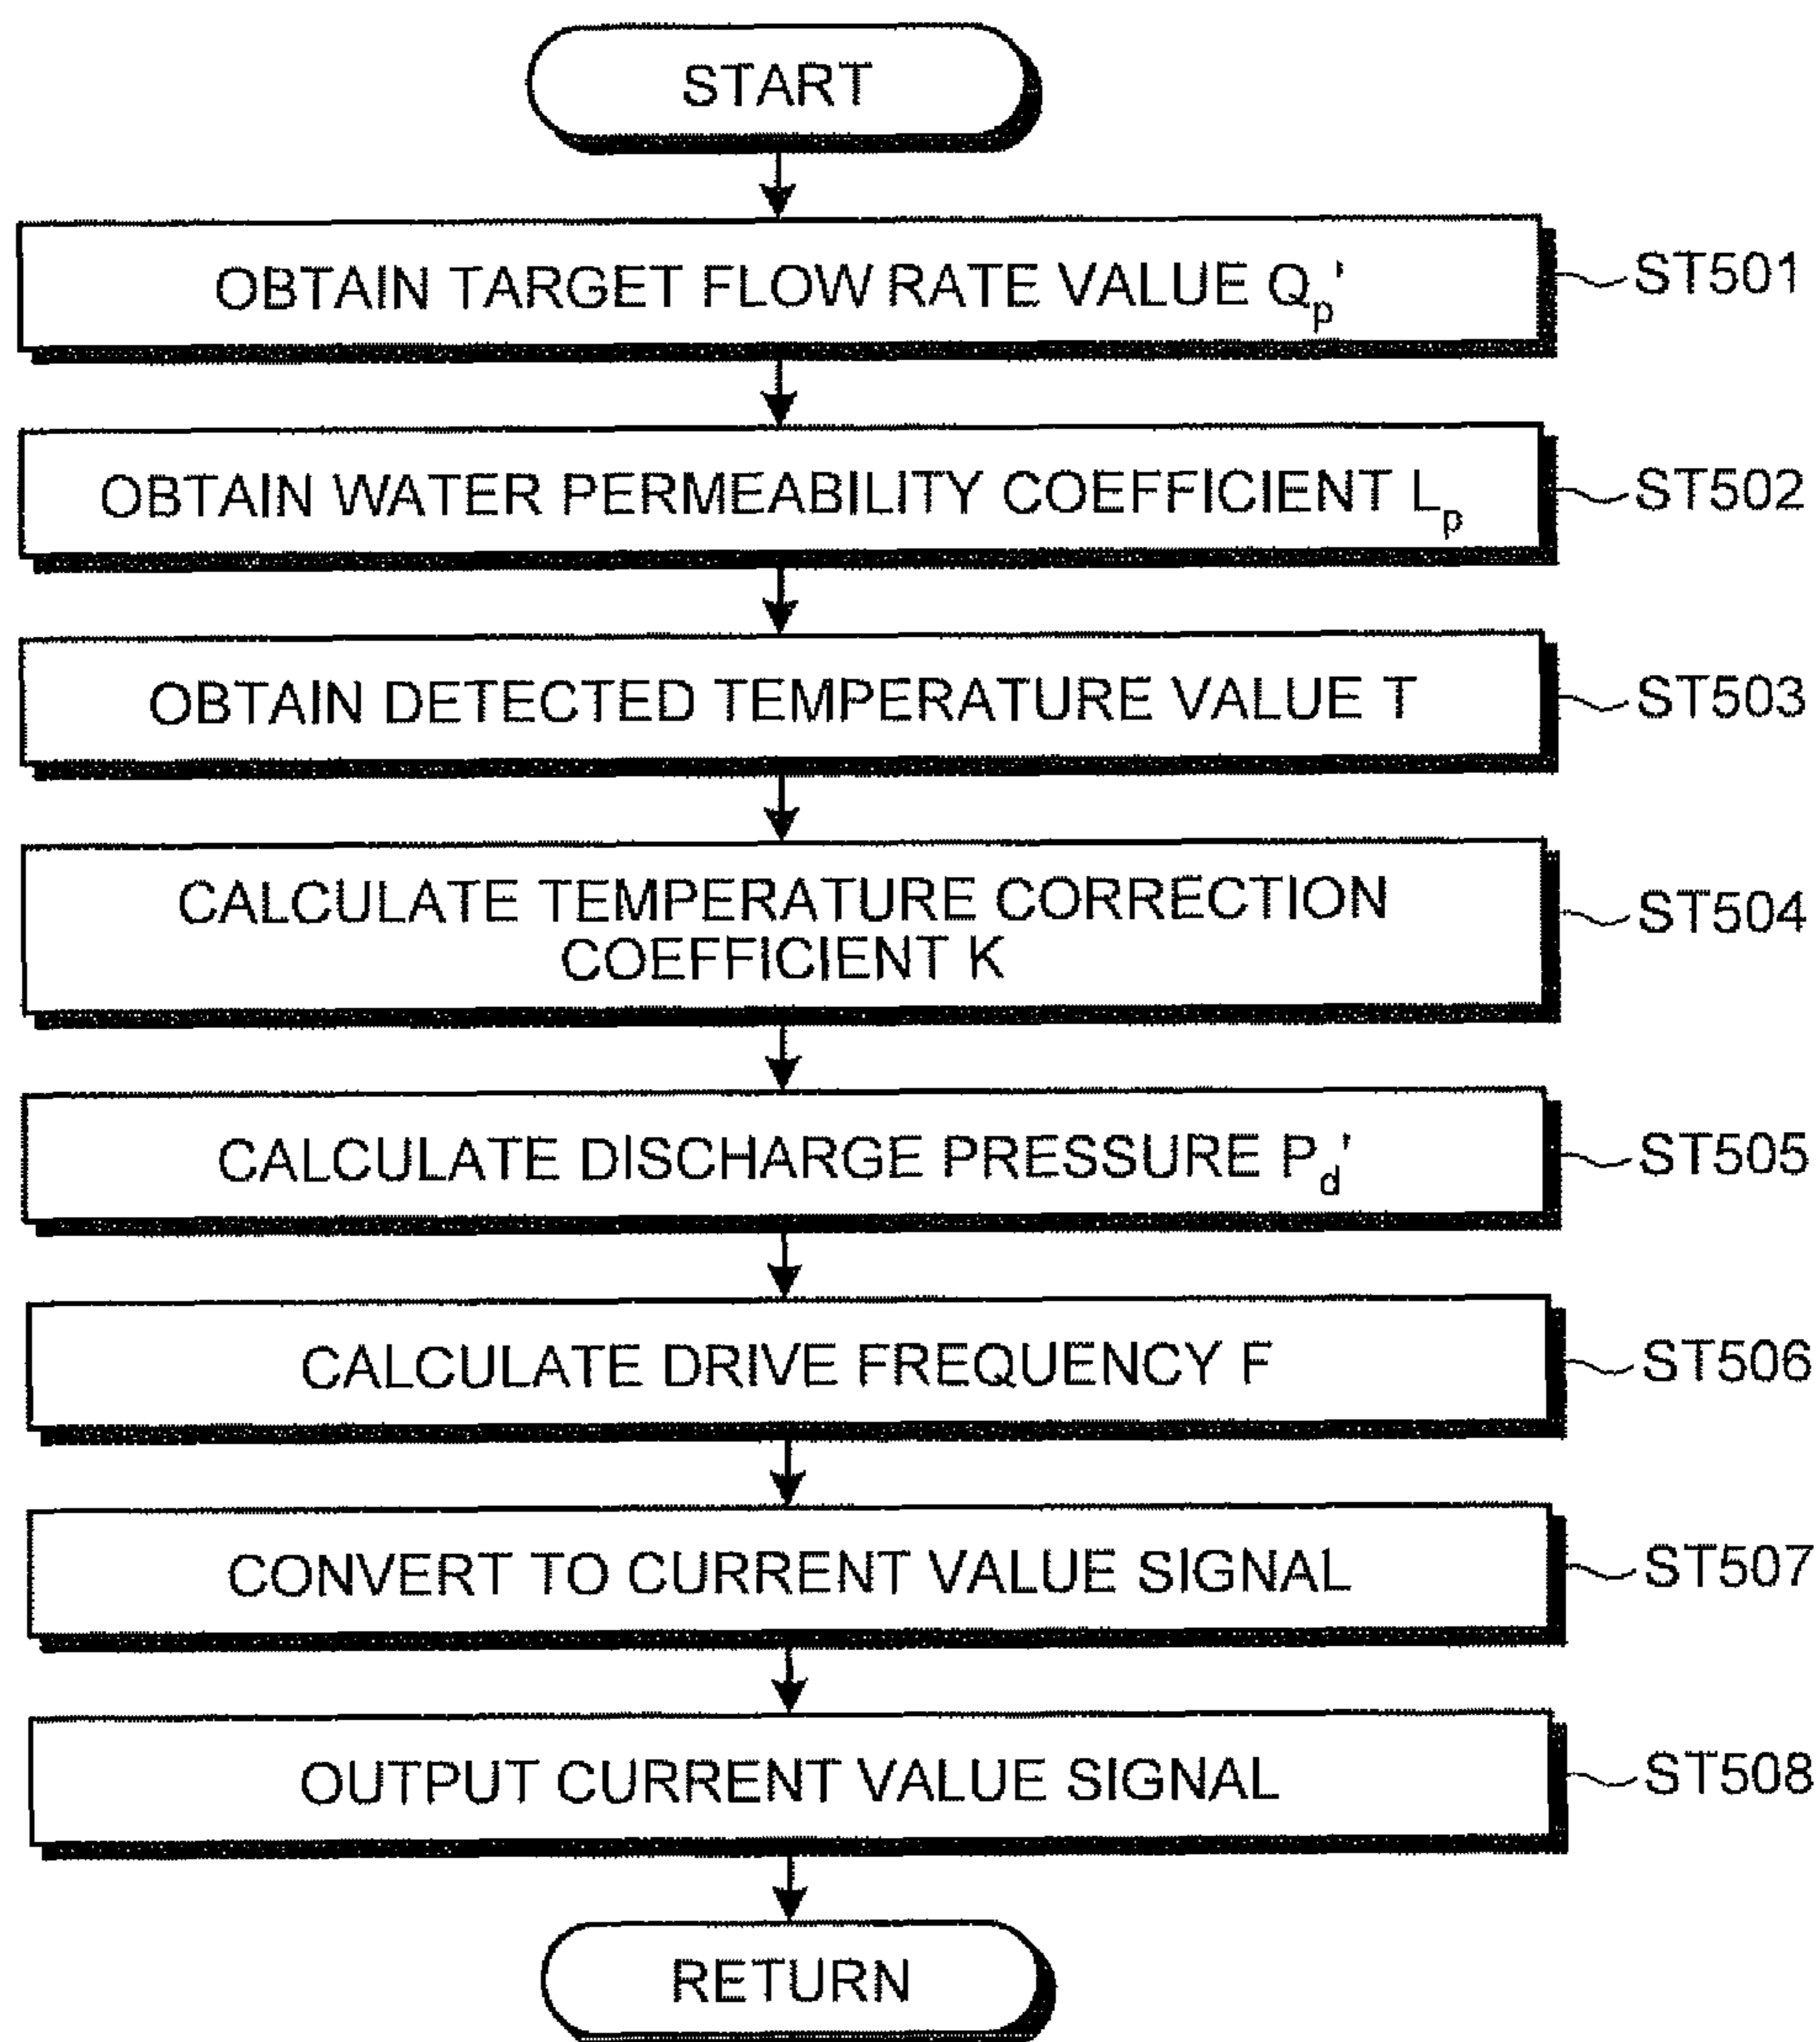 START
OBTAIN TARGET FLOW RATE VALUE Qp'
ST501
OBTAIN WATER PERMEABILITY COEFFICIENT Lp
ST502
OBTAIN DETECTED TEMPERATURE VALUE T
ST503
CALCULATE TEMPERATURE CORRECTION
COEFFICIENT K
ST504
CALCULATE DISCHARGE PRESSURE Pd'
ST505
CALCULATE DRIVE FREQUENCY F
ST506
CONVERT TO CURRENT VALUE SIGNAL
ST507
OUTPUT CURRENT VALUE SIGNAL
ST508
RETURN